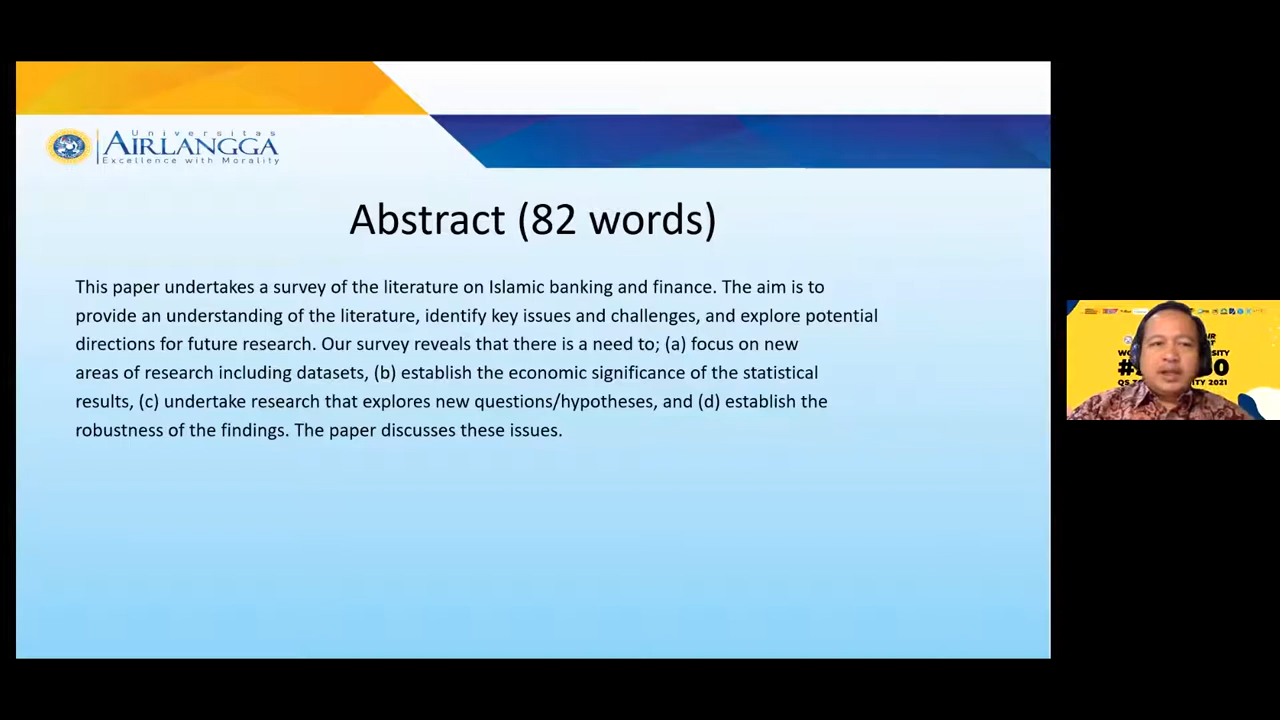 Universitas
AIRLANGGA
Excellence with Morality
Abstract (82 words)
This paper undertakes a survey of the literature on Islamic banking and finance. The aim is to
provide an understanding of the literature, identify key issues and challenges, and explore potential
directions for future research. Our survey reveals that there is a need to; (a) focus on new
areas of research including datasets, (b) establish the economic significance of the statistical
results, (c) undertake research that explores new questions/hypotheses, and (d) establish the
robustness of the findings. The paper discusses these issues.
2021